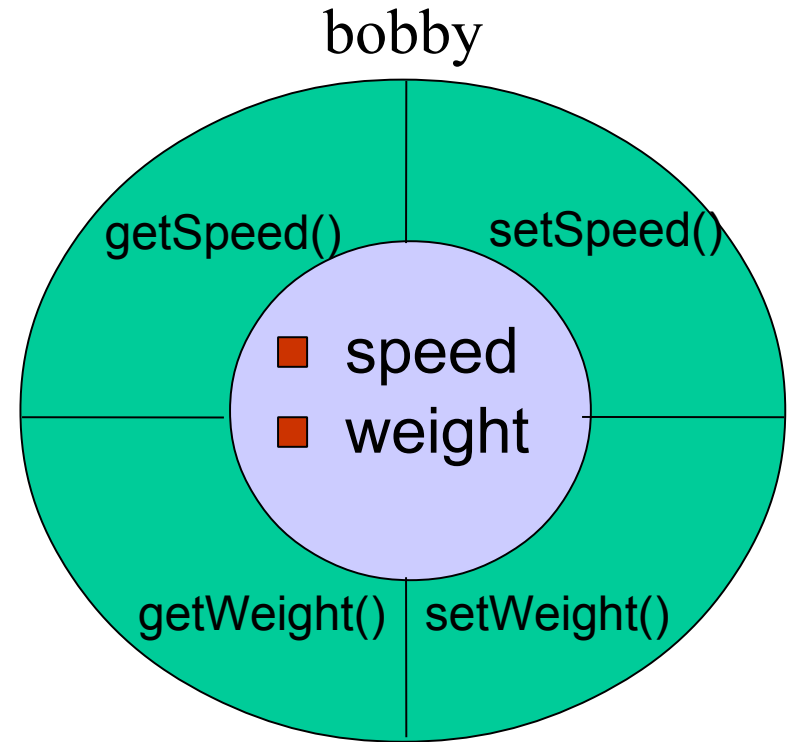 bobby
getSpeed()
setSpeed()
speed
weight
getWeight()
setWeight()